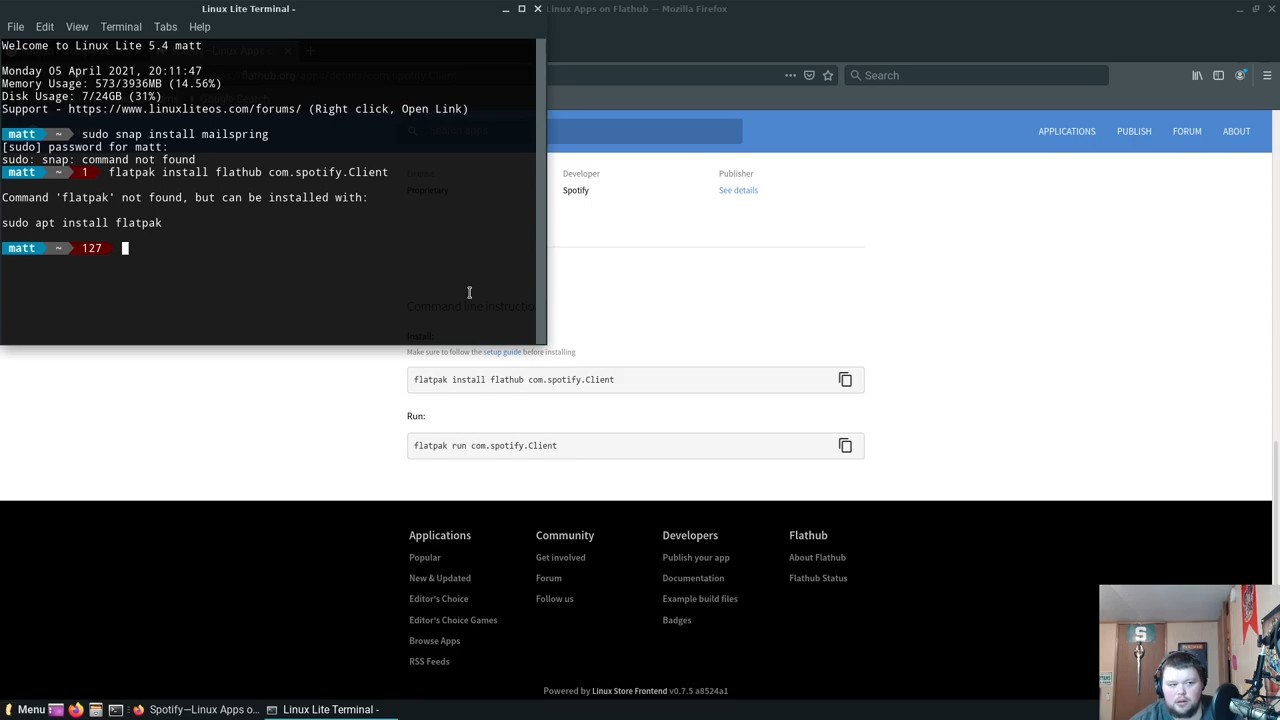 Linux Lite Terminal -
File Edit View Terminal Tabs Help
Welcome to Linux Lite 5.4 matt
Monday 05 April 2021, 20:11:47
Memory Usage: 573/3936MB (14.56%)
Disk Usage: 7/24GB (31%)
Support - https://www.linuxliteos.com/forums/ (Right click, Open Link)
matt ~ sudo snap install mailspring
[sudo] password for matt:
sudo: snap: command not found
matt ~ 1 flatpak install flathub com.spotify.Client
Command 'flatpak' not found, but can be installed with:
sudo apt install flatpak
matt ~ 127
Linux Apps on Flathub — Mozilla Firefox
Search
APPLICATIONS PUBLISH FORUM ABOUT
License
Proprietary
Developer
Spotify
Publisher
See details
Command line instructio
Install:
Make sure to follow the setup guide before installing
flatpak install flathub com.spotify.Client
Run:
flatpak run com.spotify.Client
Applications
Popular
New & Updated
Editor's Choice
Editor's Choice Games
Browse Apps
RSS Feeds
Community
Get involved
Forum
Follow us
Developers
Publish your app
Documentation
Example build files
Badges
Flathub
About Flathub
Flathub Status
Powered by Linux Store Frontend v0.7.5 a8524a1
Menu
Spotify—Linux Apps o...
Linux Lite Terminal -